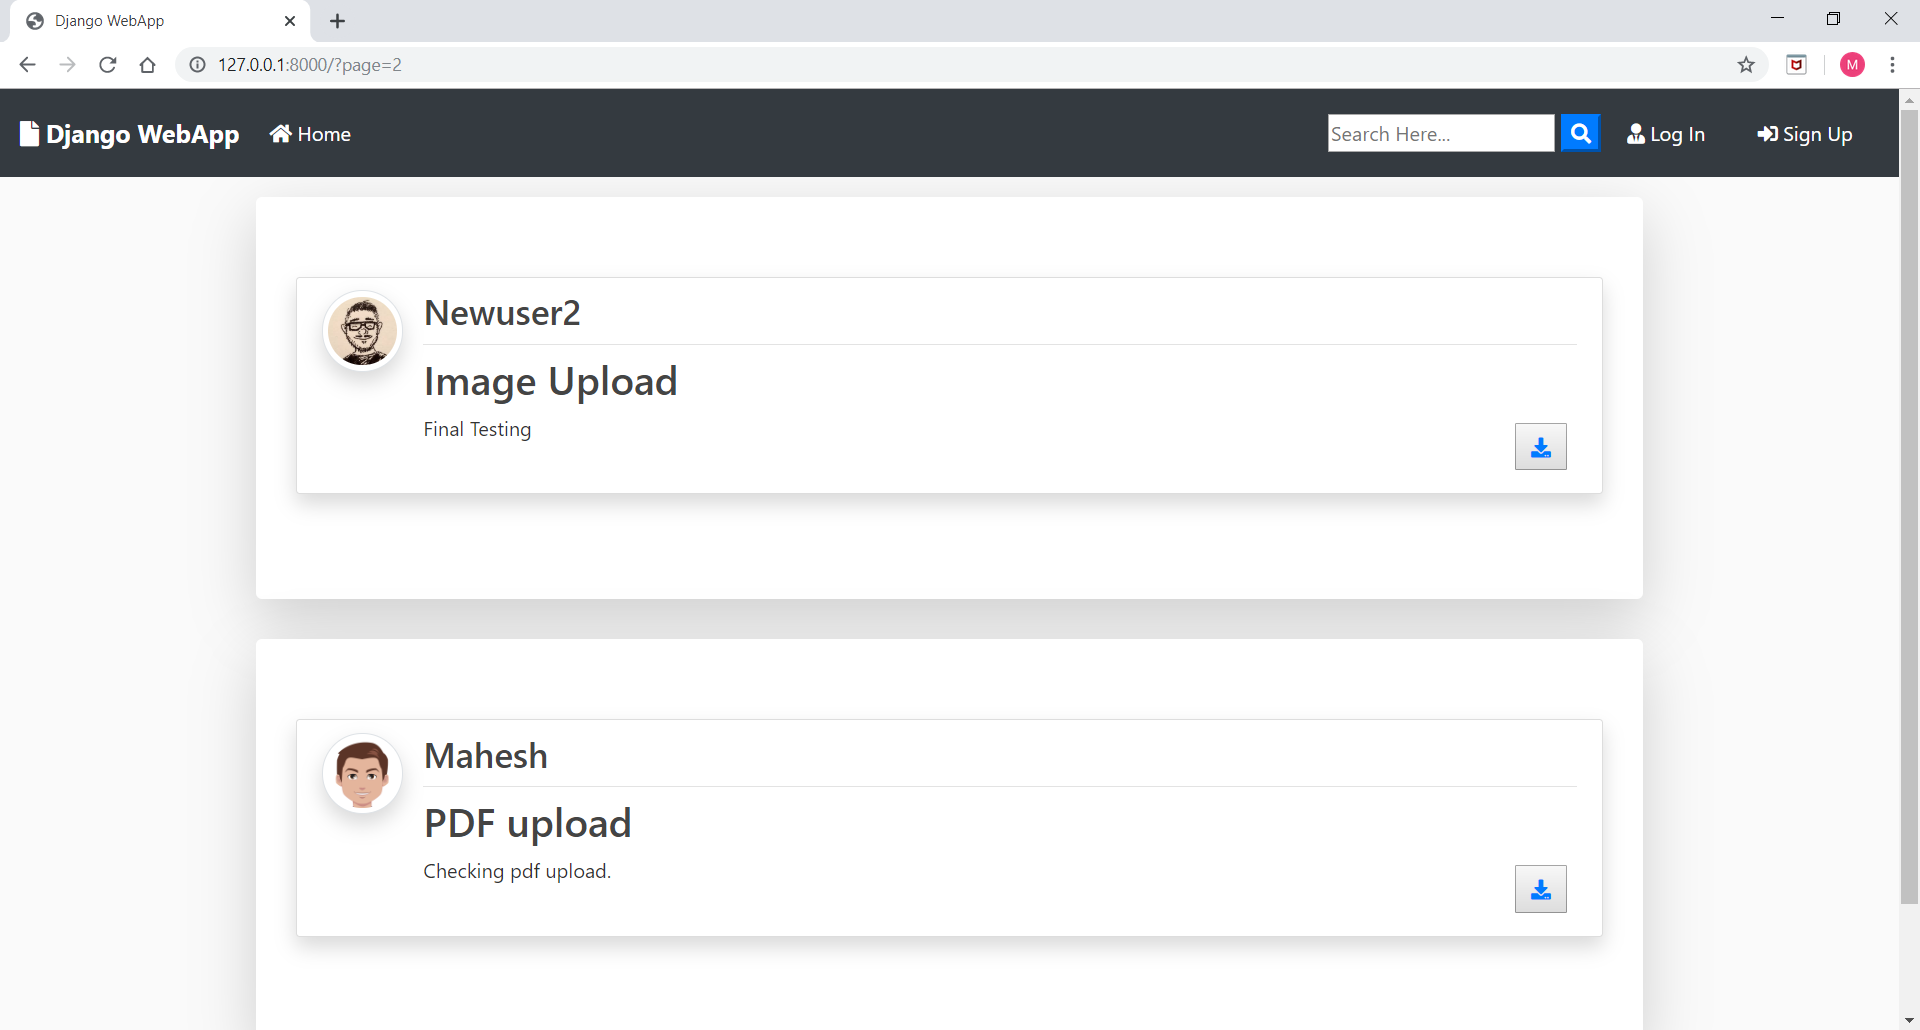 Django WebApp
127.0.0.1:8000/?page=2
M
Django WebApp Home Search Here... Log In Sign Up
Newuser2
Image Upload
Final Testing
Mahesh
PDF upload
Checking pdf upload.